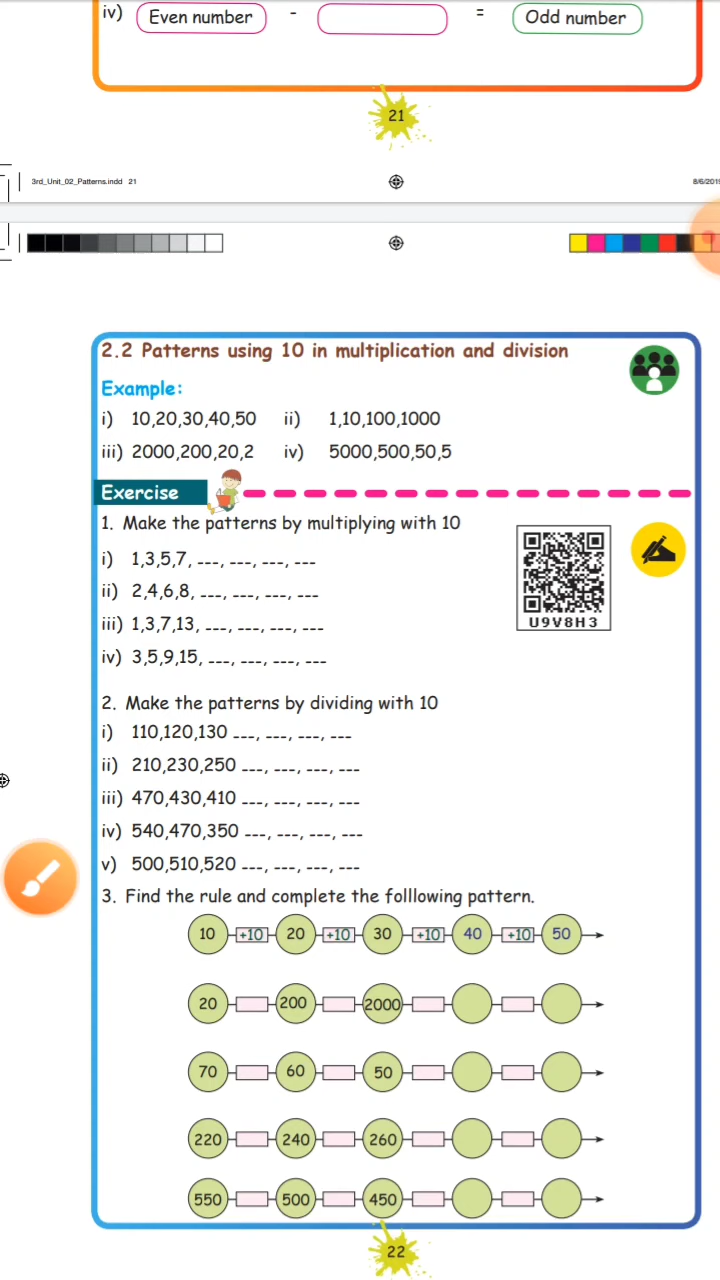 iv) Even number - = Odd number
21
3rd_Unit_02_Patterns.indd 21
2.2 Patterns using 10 in multiplication and division
Example:
i) 10,20,30,40,50 ii) 1,10,100,1000
iii) 2000,200,20,2 iv) 5000,500,50,5
Exercise
1. Make the patterns by multiplying with 10
i) 1,3,5,7, ---, ---, ---, ---
ii) 2,4,6,8, ---, ---, ---, ---
iii) 1,3,7,13, ---, ---, ---, ---
U9V8H3
iv) 3,5,9,15, ---, ---, ---, ---
2. Make the patterns by dividing with 10
i) 110,120,130 ---, ---, ---, ---
ii) 210,230,250 ---, ---, ---, ---
iii) 470,430,410 ---, ---, ---, ---
iv) 540,470,350 ---, ---, ---, ---
v) 500,510,520 ---, ---, ---, ---
3. Find the rule and complete the folllowing pattern.
10 +10 20 +10 30 +10 40 +10 50
20 200 2000
70 60 50
220 240 260
550 500 450
22